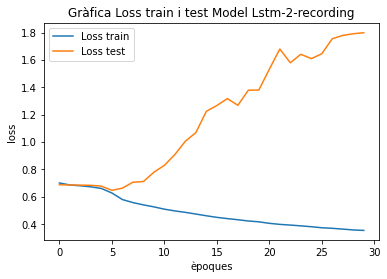 Gràfica Loss train i test Model Lstm-2-recording
Loss train
Loss test
1.8
1.6
1.4
1.2
1.0
0.8
0.6
0.4
loss
0 5 10 15 20 25 30
èpoques